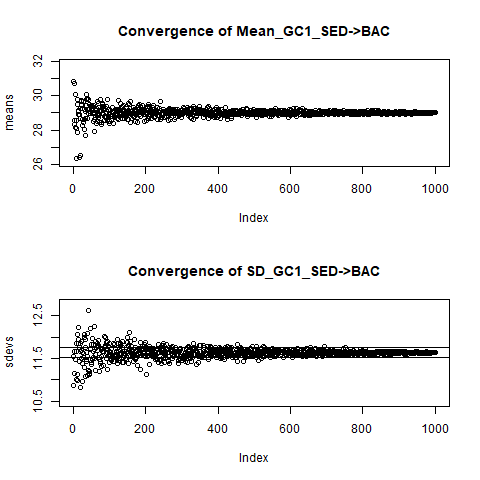 Convergence of Mean_GC1_SED->BAC
means
32
30
28
26
0 200 400 600 800 1000
Index
Convergence of SD_GC1_SED->BAC
sdevs
12.5
11.5
10.5
0 200 400 600 800 1000
Index